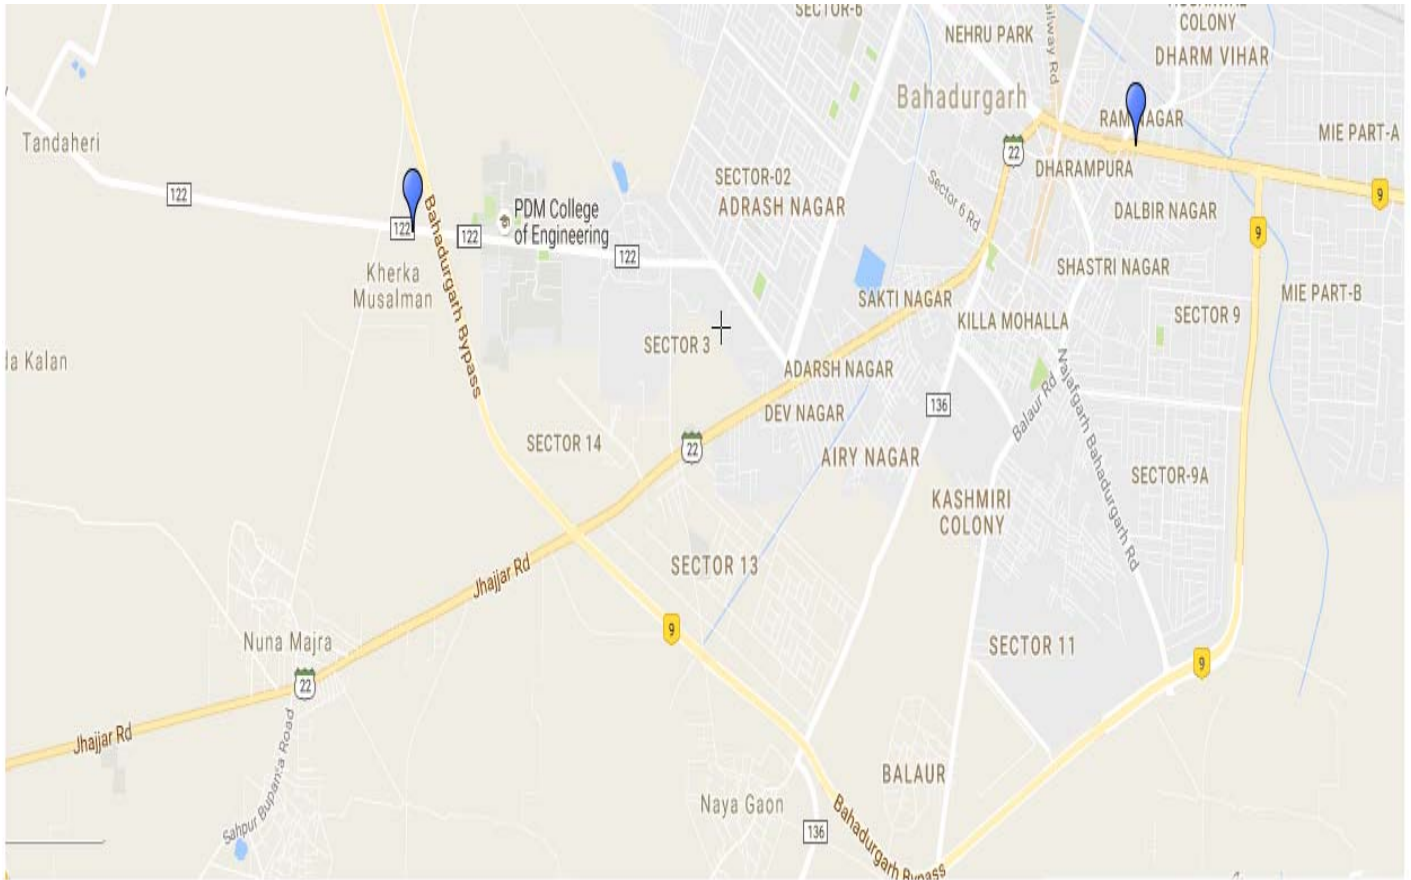 SECTOR-6
NEHRU PARK
COLONY
DHARM VIHAR
Bahadurgarh
ilway Rd
RAM NAGAR
MIE PART-A
Tandaheri
22
DHARAMPURA
SECTOR-02
ADRASH NAGAR
Sector 6 Rd
122
9
PDM College
of Engineering
DALBIR NAGAR
122
122
122
9
Bahadurgarh Bypass
Kherka
Musalman
SHASTRI NAGAR
SAKTI NAGAR
MIE PART-B
KILLA MOHALLA
SECTOR 9
SECTOR 3
da Kalan
ADARSH NAGAR
Najafgarh Bahadurgarh Rd
136
DEV NAGAR
Balaur Rd
SECTOR 14
22
AIRY NAGAR
SECTOR-9A
KASHMIRI
COLONY
SECTOR 13
Jhajjar Rd
9
Nuna Majra
SECTOR 11
9
22
Jhajjar Rd
Sahpur Bupania Road
BALAUR
Naya Gaon
136
Bahadurgarh Bypass